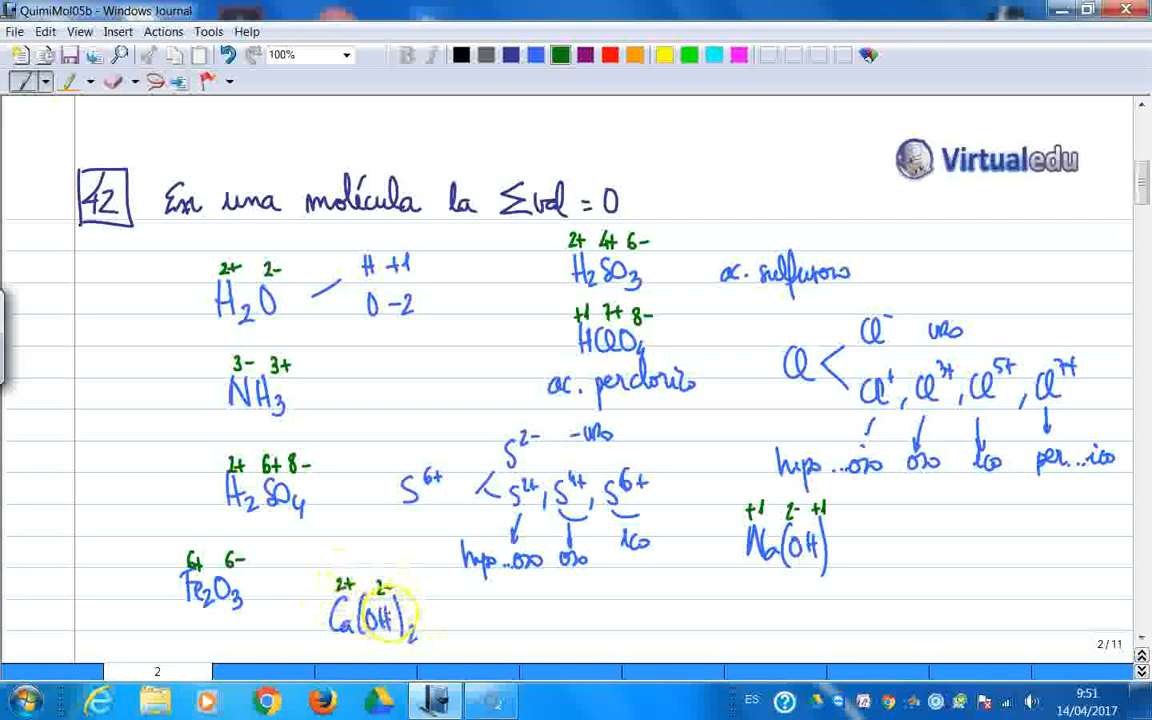 QuimiMol05b - Windows Journal
File Edit View Insert Actions Tools Help
100%
Virtualedu
42 En una molécula la Σval = 0
2+ 2-
H₂O
H +1
O -2
2+ 4+ 6-
H₂SO₃ ac. sulfuroso
+1 7+ 8-
HClO₄
ac. perclórico
3- 3+
NH₃
Cl
Cl⁻ uro
Cl⁺, Cl³⁺, Cl⁵⁺, Cl⁷⁺
hipo...oso oso ico per...ico
2+ 6+ 8-
H₂SO₄
S⁶⁺
S²⁻ -uro
S²⁺, S⁴⁺, S⁶⁺
hipo...oso oso ico
+1 2- +1
Na(OH)
6+ 6-
Fe₂O₃
2+ 2-
Ca(OH)₂
2/11
2
ES
9:51
14/04/2017